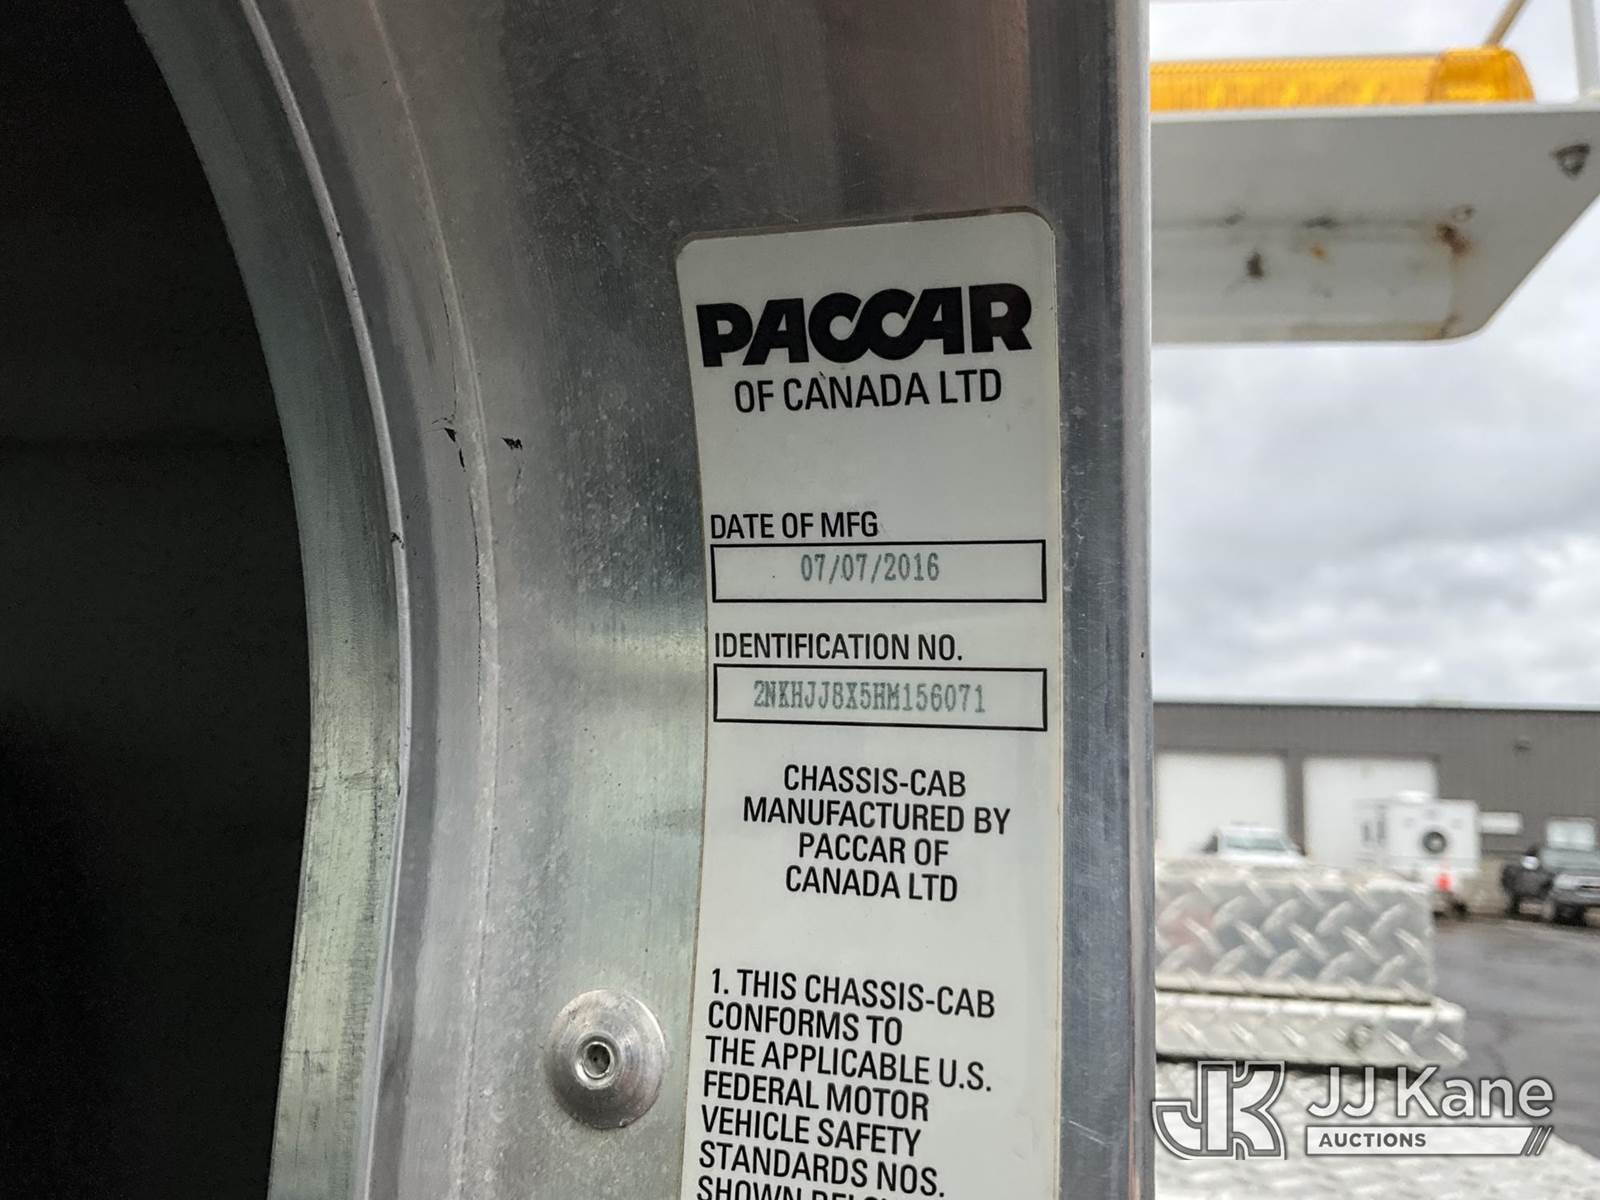 PACCAR
OF CANADA LTD
DATE OF MFG
07/07/2016
IDENTIFICATION NO.
2NKHJJ8X5HM156071
CHASSIS-CAB
MANUFACTURED BY
PACCAR OF
CANADA LTD
1. THIS CHASSIS-CAB
CONFORMS TO
THE APPLICABLE U.S.
FEDERAL MOTOR
VEHICLE SAFETY
STANDARDS NOS.
SHOWN
JK JJ Kane
AUCTIONS